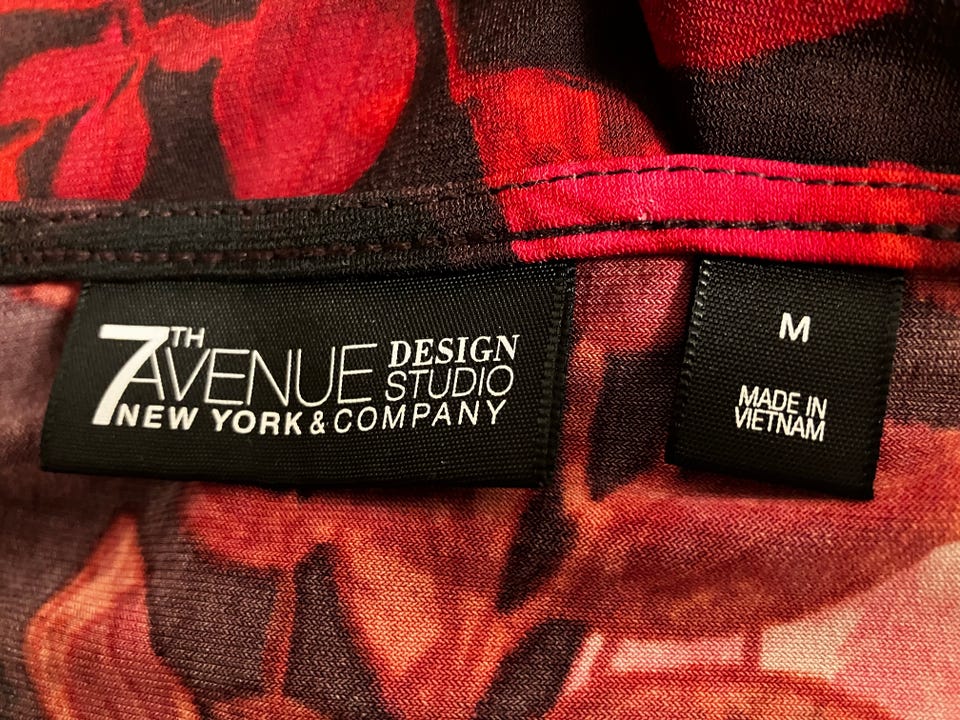 7TH AVENUE DESIGN STUDIO
NEW YORK & COMPANY
M
MADE IN
VIETNAM